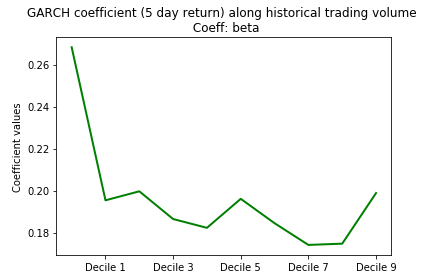 GARCH coefficient (5 day return) along historical trading volume
Coeff: beta
Coefficient values
0.26
0.24
0.22
0.20
0.18
Decile 1 Decile 3 Decile 5 Decile 7 Decile 9